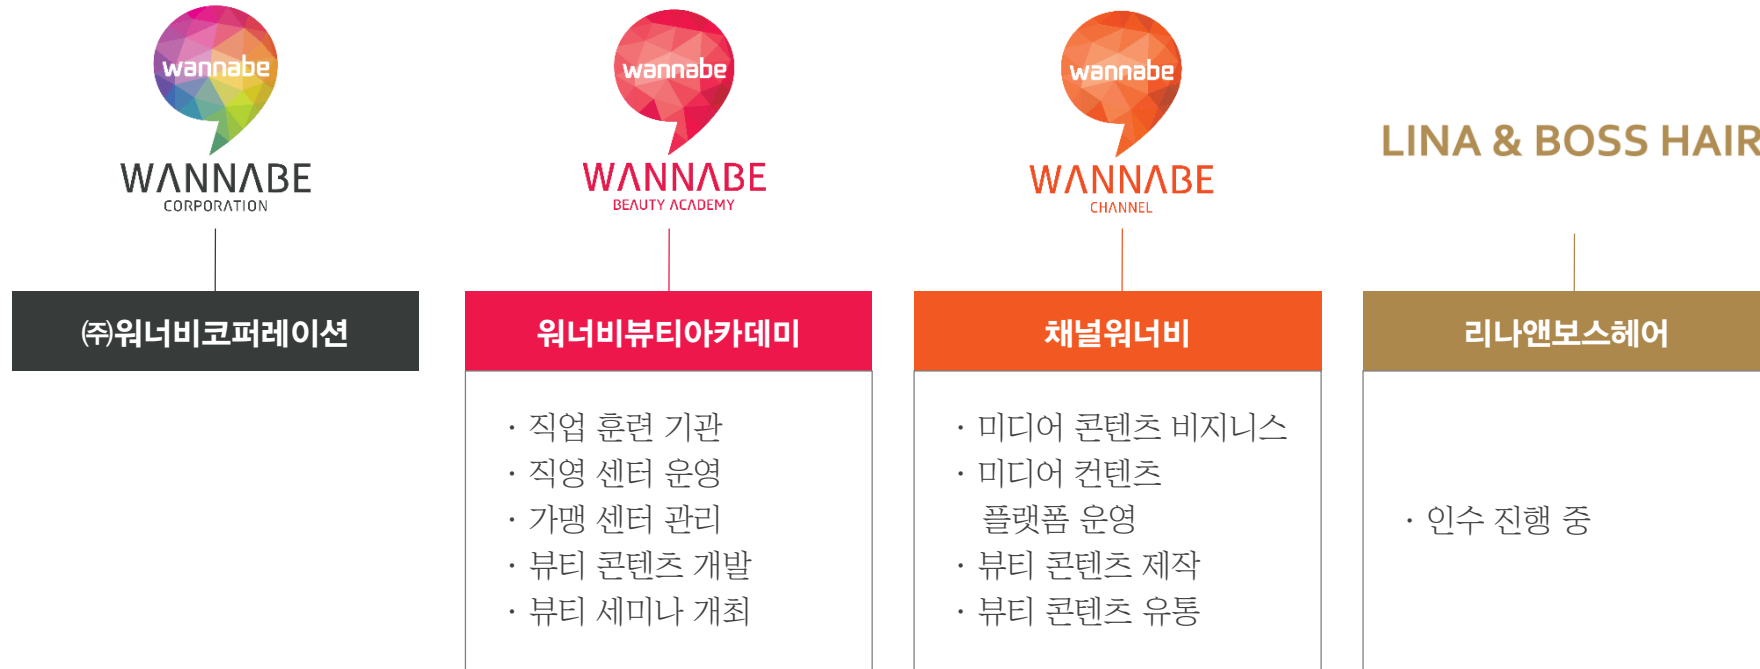 wannabe
WANNABE
CORPORATION
㈜워너비코퍼레이션
wannabe
WANNABE
BEAUTY ACADEMY
워너비뷰티아카데미
· 직업 훈련 기관
· 직영 센터 운영
· 가맹 센터 관리
· 뷰티 콘텐츠 개발
· 뷰티 세미나 개최
wannabe
WANNABE
CHANNEL
채널워너비
· 미디어 콘텐츠 비지니스
· 미디어 컨텐츠
플랫폼 운영
· 뷰티 콘텐츠 제작
· 뷰티 콘텐츠 유통
LINA & BOSS HAIR
리나앤보스헤어
· 인수 진행 중